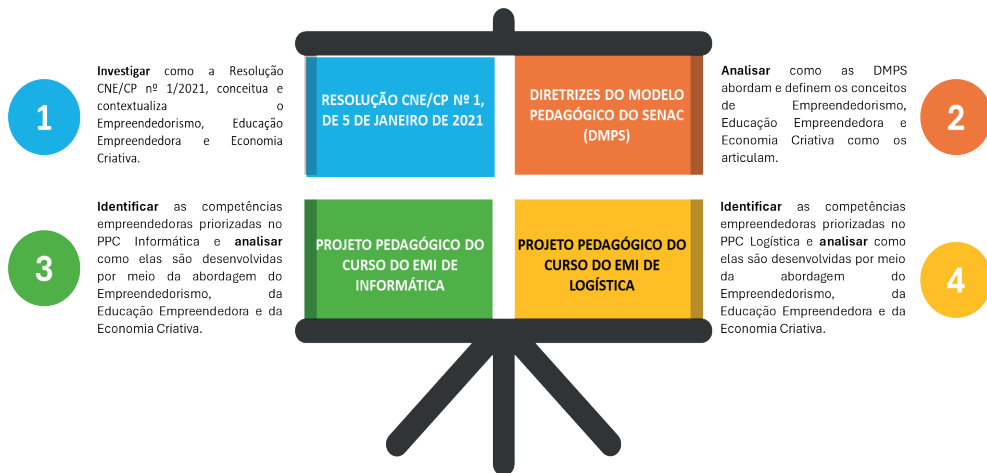 1
Investigar como a Resolução
CNE/CP nº 1/2021, conceitua e
contextualiza o
Empreendedorismo, Educação
Empreendedora e Economia
Criativa.
RESOLUÇÃO CNE/CP Nº 1,
DE 5 DE JANEIRO DE 2021
DIRETRIZES DO MODELO
PEDAGÓGICO DO SENAC
(DMPS)
Analisar como as DMPS
abordam e definem os conceitos
de Empreendedorismo,
Educação Empreendedora e
Economia Criativa como os
articulam.
2
3
Identificar as competências
empreendedoras priorizadas no
PPC Informática e analisar
como elas são desenvolvidas
por meio da abordagem do
Empreendedorismo, da
Educação Empreendedora e da
Economia Criativa.
PROJETO PEDAGÓGICO DO
CURSO DO EMI DE
INFORMÁTICA
PROJETO PEDAGÓGICO DO
CURSO DO EMI DE
LOGÍSTICA
Identificar as competências
empreendedoras priorizadas no
PPC Logística e analisar como
elas são desenvolvidas por meio
da abordagem do
Empreendedorismo, da
Educação Empreendedora e da
Economia Criativa.
4